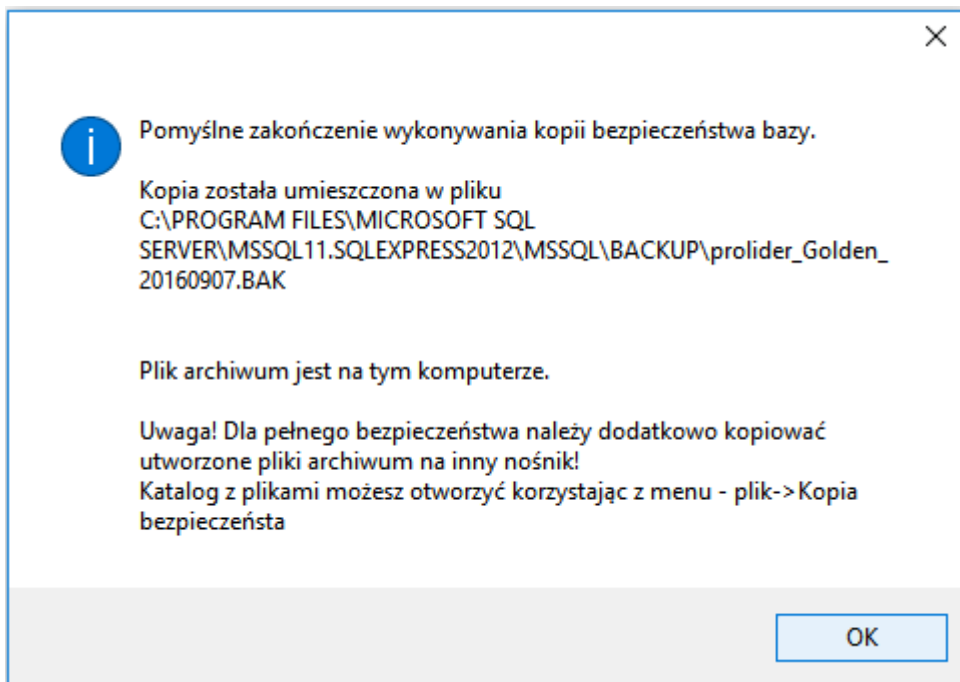 Pomyślne zakończenie wykonywania kopii bezpieczeństwa bazy.
Kopia została umieszczona w pliku
C:\PROGRAM FILES\MICROSOFT SQL
SERVER\MSSQL11.SQLEXPRESS2012\MSSQL\BACKUP\prolider_Golden_
20160907.BAK
Plik archiwum jest na tym komputerze.
Uwaga! Dla pełnego bezpieczeństwa należy dodatkowo kopiować
utworzone pliki archiwum na inny nośnik!
Katalog z plikami możesz otworzyć korzystając z menu - plik->Kopia
bezpieczeństa
OK